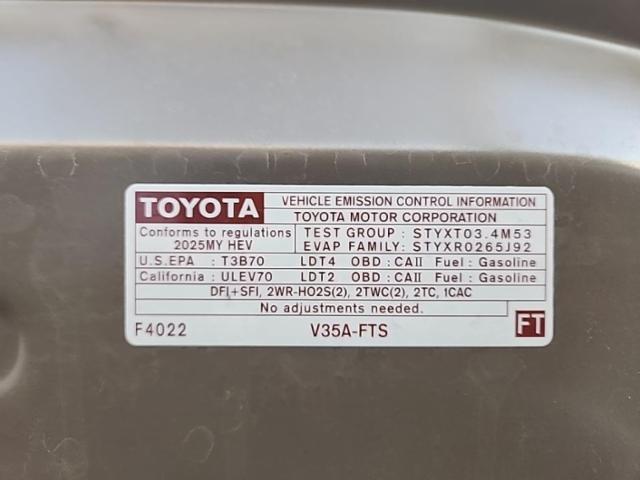 TOYOTA VEHICLE EMISSION CONTROL INFORMATION
TOYOTA MOTOR CORPORATION
Conforms to regulations TEST GROUP : STYXT03.4M53
2025MY HEV EVAP FAMILY: STYXR0265J92
U.S.EPA : T3B70 LDT4 OBD : CAII Fuel : Gasoline
California : ULEV70 LDT2 OBD : CAII Fuel : Gasoline
DFI+SFI, 2WR-HO2S(2), 2TWC(2), 2TC, 1CAC
No adjustments needed.
F4022 V35A-FTS FT